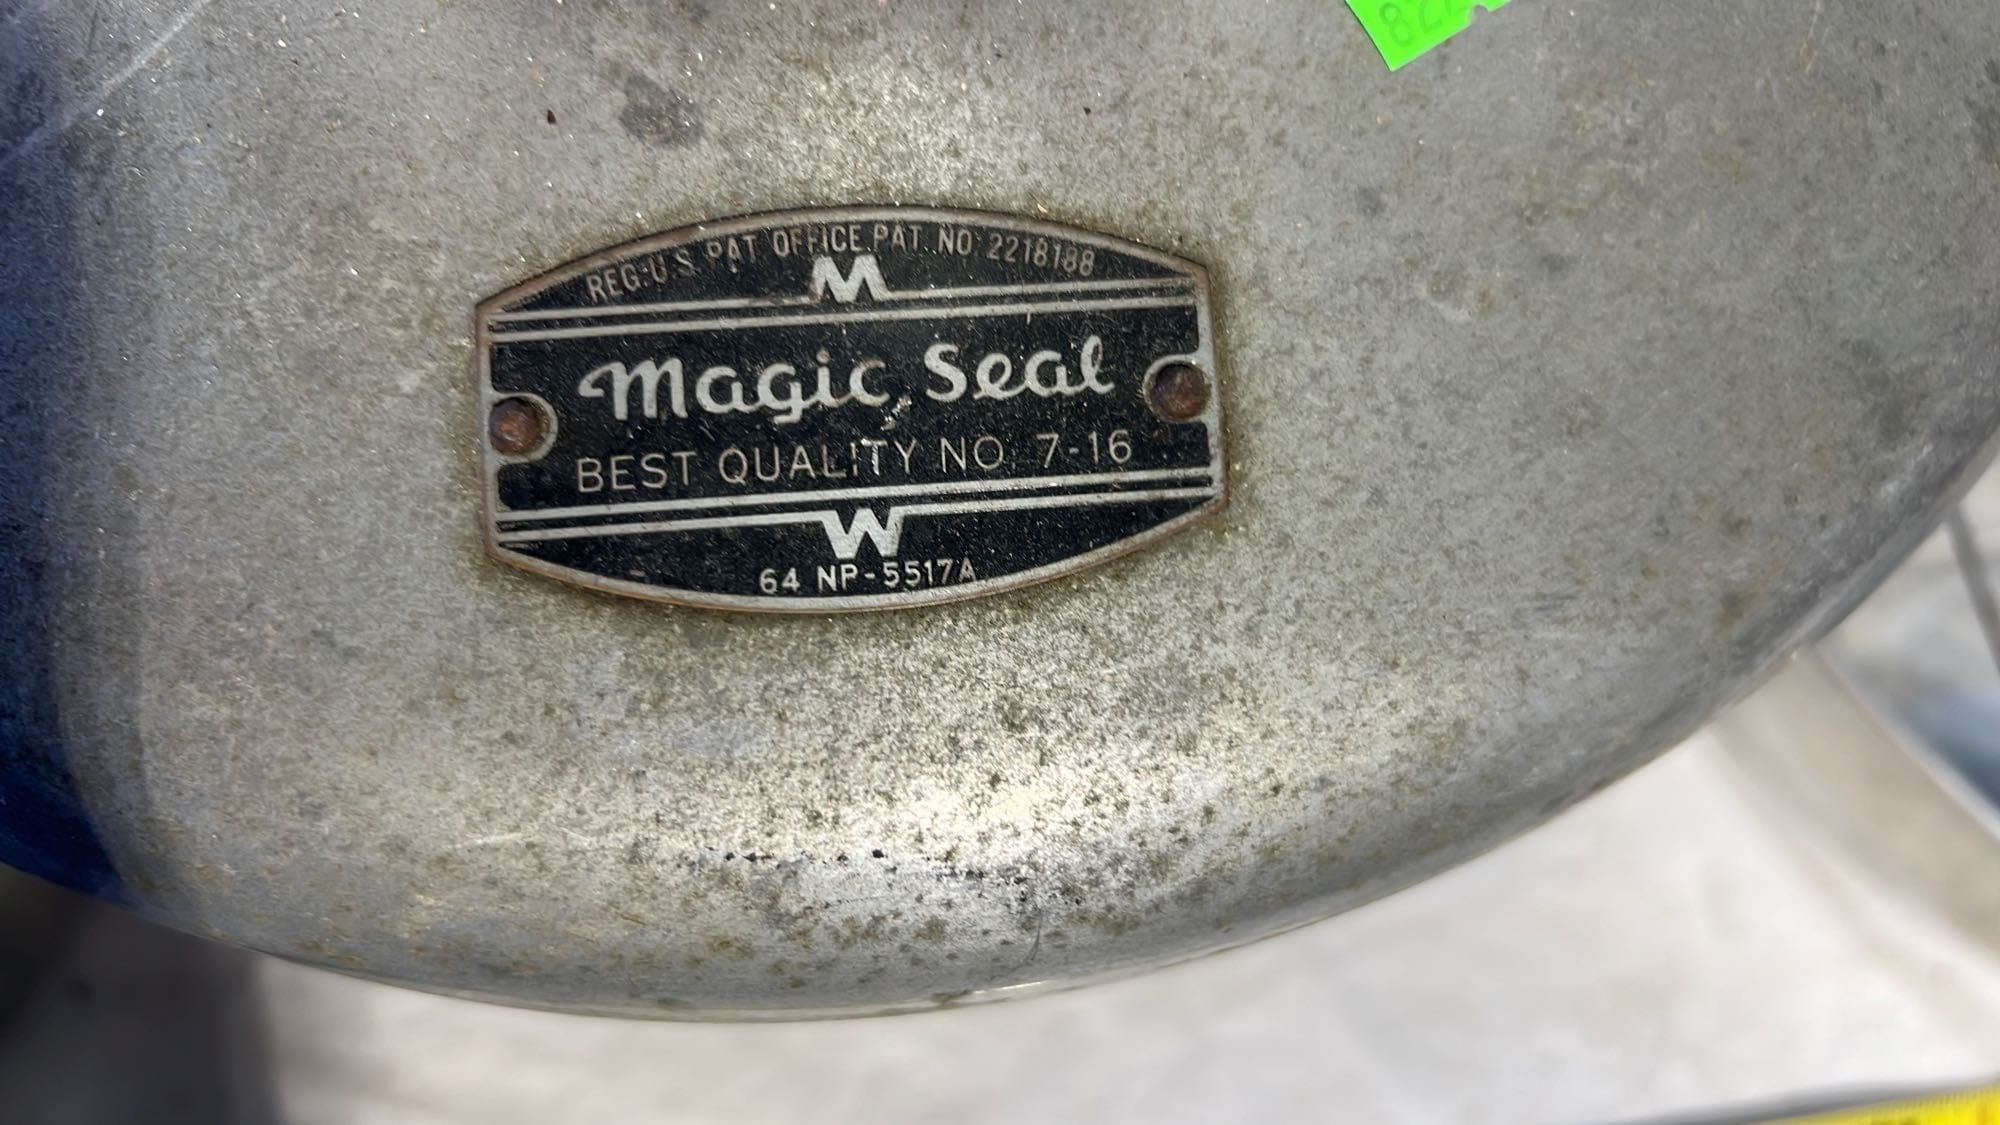 REG. U.S PAT OFFICE PAT. NO. 2218188
M
Magic Seal
BEST QUALITY NO. 7-16
W
64 NP-5517A